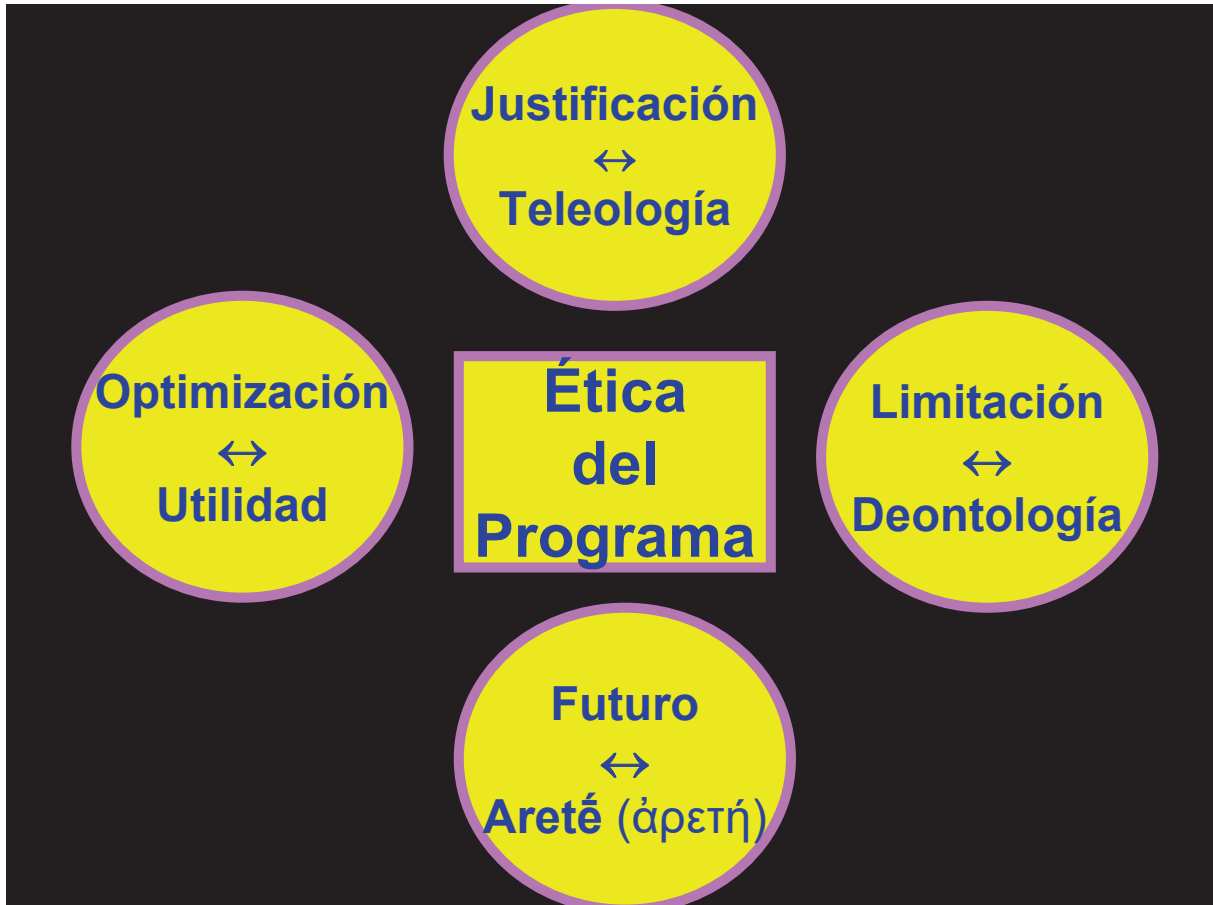 Justificación
↔
Teleología
Optimización
↔
Utilidad
Ética
del
Programa
Limitación
↔
Deontología
Futuro
↔
Aretḗ (ἀρετή)